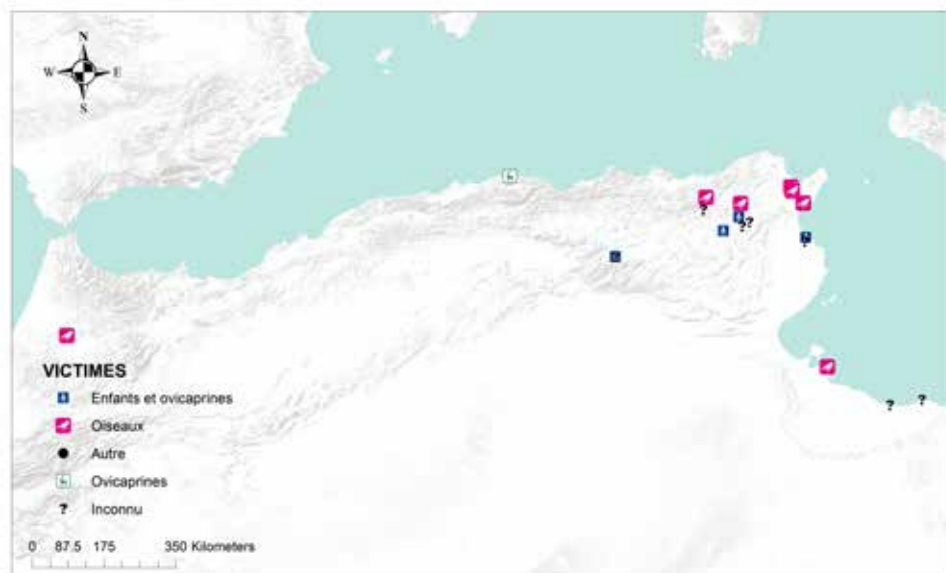 N
W E
S
VICTIMES
Enfants et ovicaprines
Oiseaux
Autre
Ovicaprines
? Inconnu
0 87.5 175 350 Kilometers
?
?
?
?
?